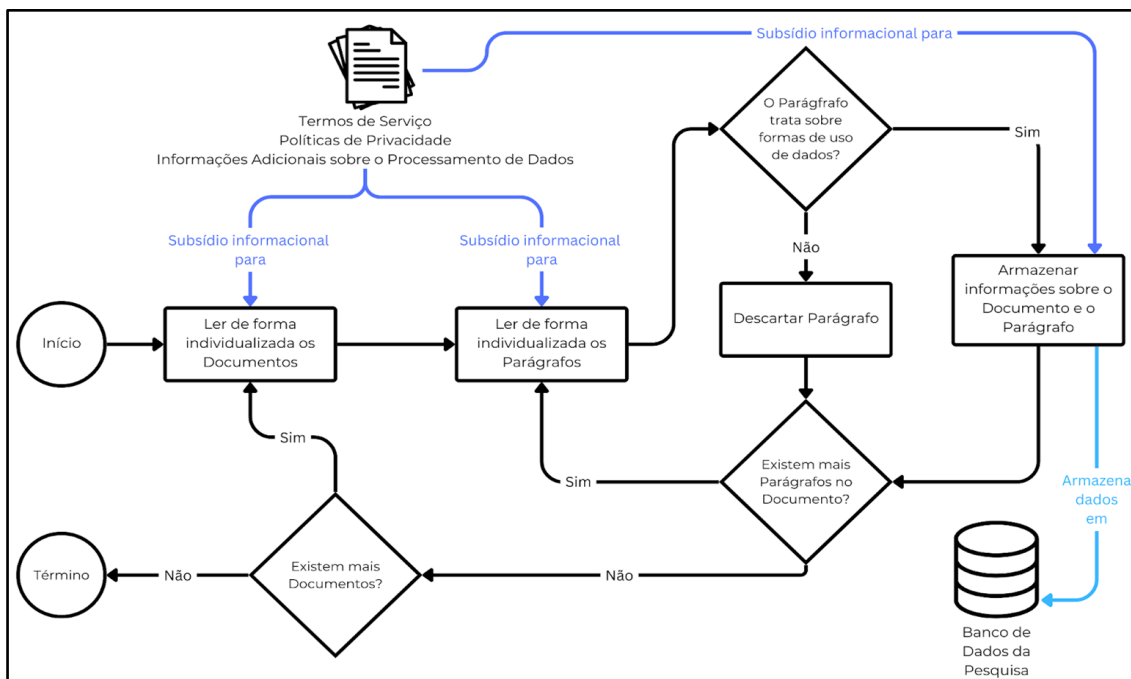 Subsídio informacional para
Termos de Serviço
Políticas de Privacidade
Informações Adicionais sobre o Processamento de Dados
O Parágfrafo
trata sobre
formas de uso
de dados?
Sim
Não
Subsídio informacional
para
Subsídio informacional
para
Início
Ler de forma
individualizada os
Documentos
Ler de forma
individualizada os
Parágrafos
Descartar Parágrafo
Armazenar
informações sobre o
Documento e o
Parágrafo
Sim
Sim
Existem mais
Parágrafos no
Documento?
Armazena
dados
em
Término
Não
Existem mais
Documentos?
Não
Banco de
Dados da
Pesquisa